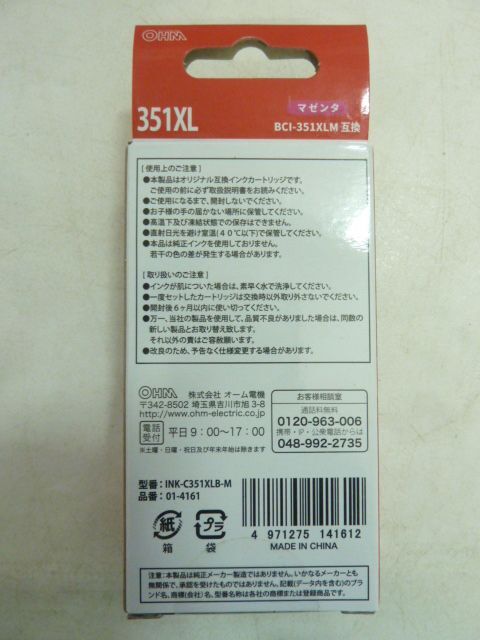 OHM
マゼンタ
351XL
BCI-351XLM 互換
[使用上のご注意]
●本製品はオリジナル互換インクカートリッジです。
ご使用の前に必ず取扱説明書をお読みください。
●ご使用になるまで、開封しないでください。
●お子様の手の届かない場所に保管してください。
●高温下及び凍結状態での保存はできません。
●直射日光を避け室温(40℃以下)で保管してください。
●本品は純正インクを使用しておりません。
若干の色の差が発生する場合があります。
[取り扱いのご注意]
●インクが肌についた場合は、素早く水で洗浄してください。
●一度セットしたカートリッジは交換時以外取り外さないでください。
●開封後6ヶ月以内に使い切ってください。
●万一、当社の製品を使用して、品質不良がありました場合は、同数の
新しい製品とお取り替え致します。
それ以外の責はご容赦願います。
●改良のため、予告なく仕様変更する場合があります。
OHM 株式会社 オーム電機
〒342-8502 埼玉県吉川市旭 3-8
http://www.ohm-electric.co.jp
電話受付 平日 9:00〜17:00
※土曜・日曜・祝日及び年末年始は除きます
お客様相談室
通話料無料
0120-963-006
携帯・IP・公衆電話からは
048-992-2735
型番:INK-C351XLB-M
品番:01-4161
紙 プラ
箱 袋
4 971275 141612
MADE IN CHINA
注意:本製品は純正メーカー製造ではありません。いかなるメーカーとも
無関係で、承認を受けたものではありません。記載(データ内を含む)のブラ
ンド名、商標(会社)名、型番名称は各社の商標または登録商品です。